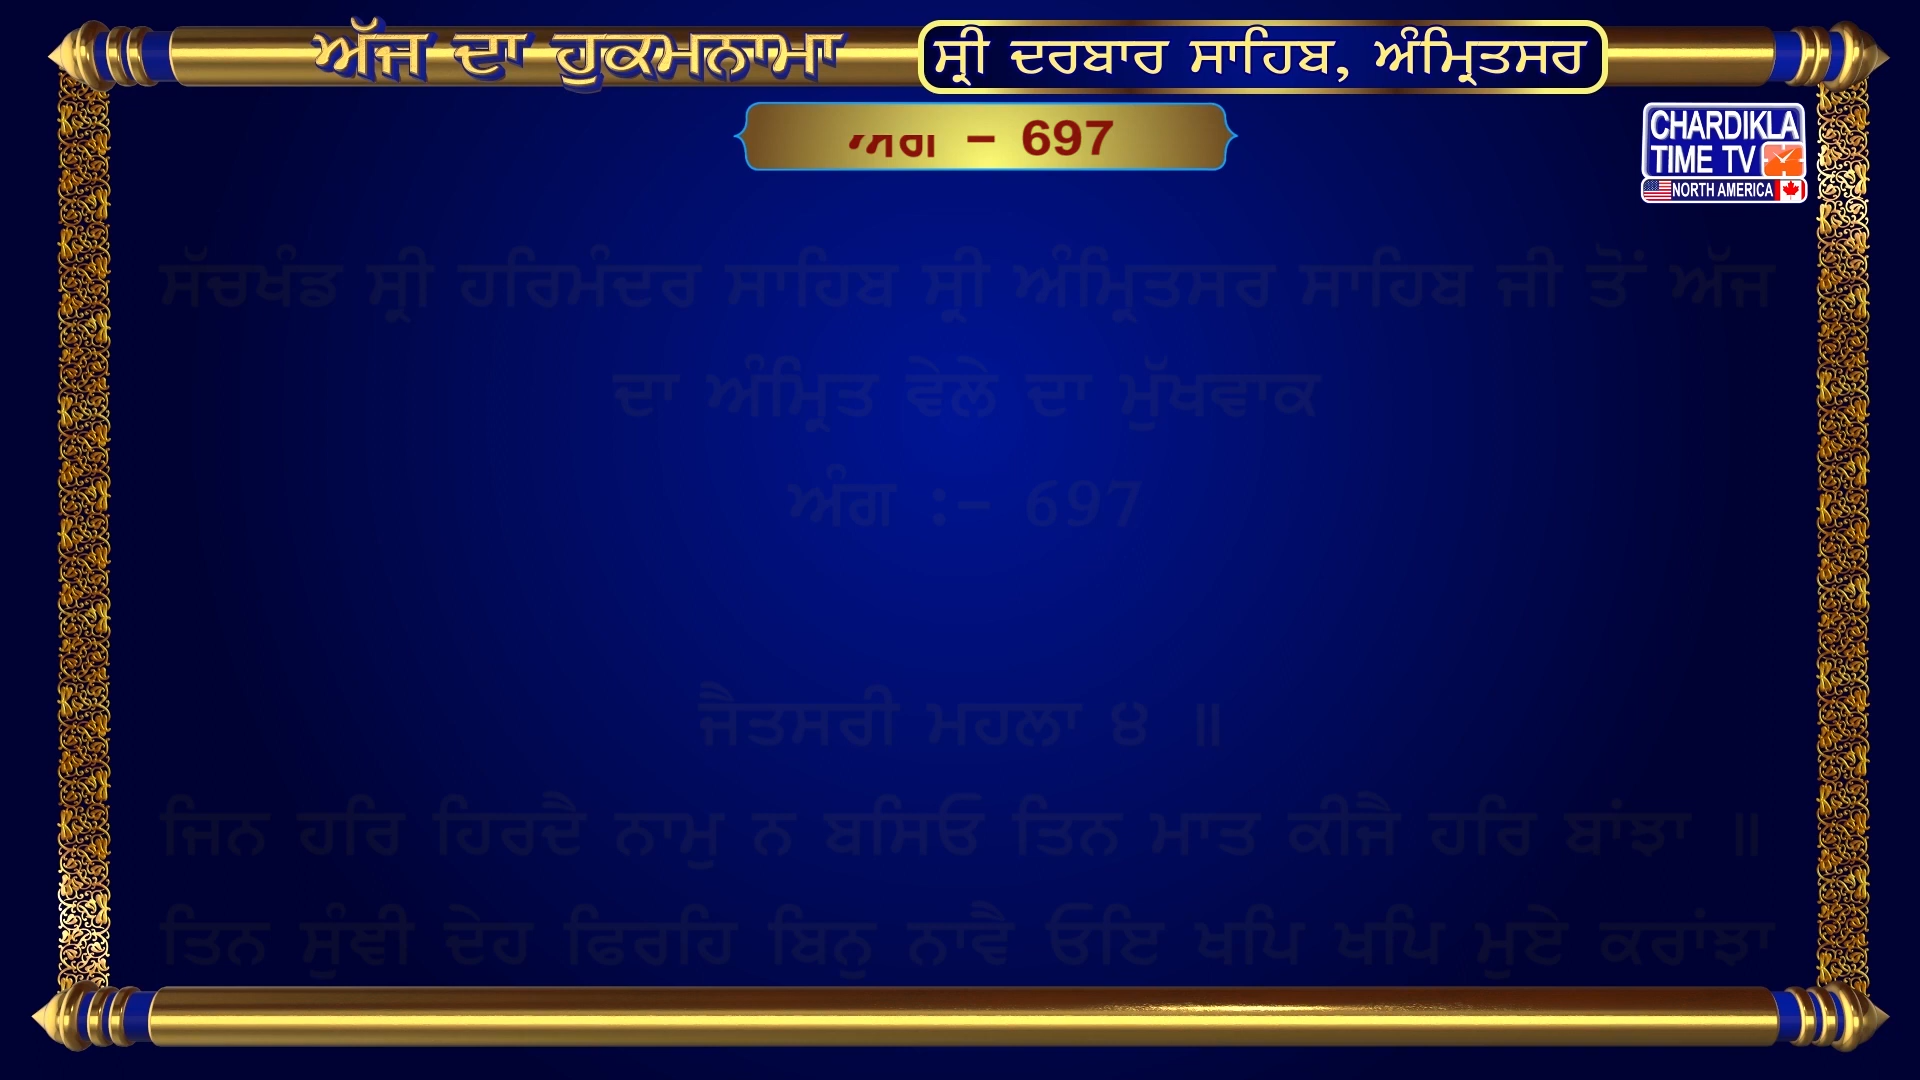 ਅੱਜ ਦਾ ਹੁਕਮਨਾਮਾ
ਸ੍ਰੀ ਦਰਬਾਰ ਸਾਹਿਬ, ਅੰਮ੍ਰਿਤਸਰ
– 697
CHARDIKLA
TIME TV
NORTH AMERICA
ਸੱਚਖੰਡ ਸ੍ਰੀ ਹਰਿਮੰਦਰ ਸਾਹਿਬ ਸ੍ਰੀ ਅੰਮ੍ਰਿਤਸਰ ਸਾਹਿਬ ਜੀ ਤੋਂ ਅੱਜ
ਦਾ ਅੰਮ੍ਰਿਤ ਵੇਲੇ ਦਾ ਮੁੱਖਵਾਕ
ਅੰਗ :– 697
ਜੈਤਸਰੀ ਮਹਲਾ ੪ ॥
ਜਿਨ ਹਰਿ ਹਿਰਦੈ ਨਾਮੁ ਨ ਬਸਿਓ ਤਿਨ ਮਾਤ ਕੀਜੈ ਹਰਿ ਬਾਂਝਾ ॥
ਤਿਨ ਸੁੰਞੀ ਦੇਹ ਫਿਰਹਿ ਬਿਨੁ ਨਾਵੈ ਓਇ ਖਪਿ ਖਪਿ ਮੁਏ ਕਰਾਂਝਾ